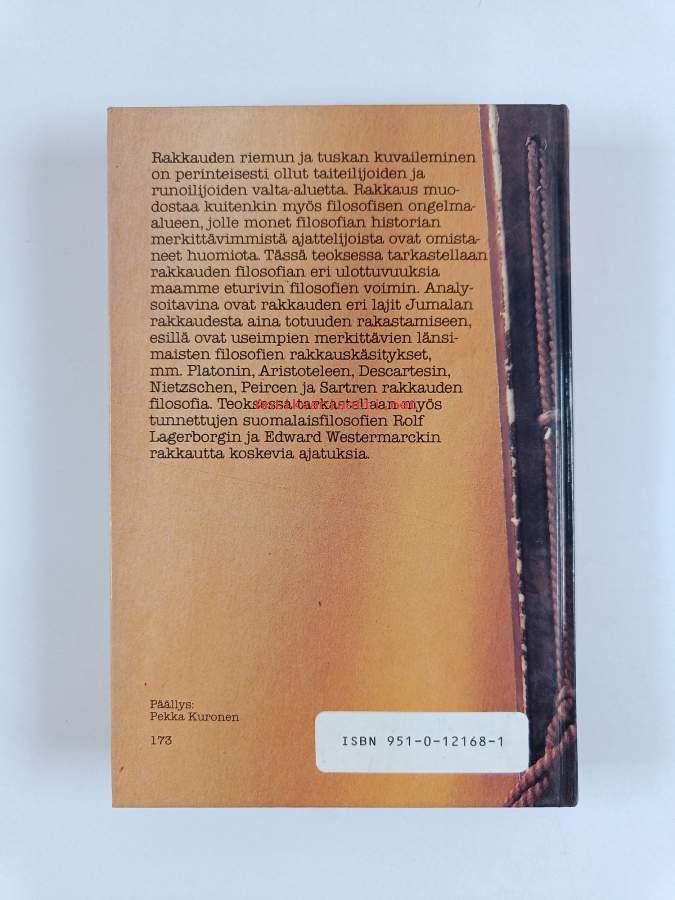 Rakkauden riemun ja tuskan kuvaileminen
on perinteisesti ollut taiteilijoiden ja
runoilijoiden valta-aluetta. Rakkaus muo-
dostaa kuitenkin myös filosofisen ongelma-
alueen, jolle monet filosofian historian
merkittävimmistä ajattelijoista ovat omista-
neet huomiota. Tässä teoksessa tarkastellaan
rakkauden filosofian eri ulottuvuuksia
maamme eturivin filosofien voimin. Analy-
soitavina ovat rakkauden eri lajit Jumalan
rakkaudesta aina totuuden rakastamiseen,
esillä ovat useimpien merkittävien länsi-
maisten filosofien rakkauskäsitykset,
mm. Platonin, Aristoteleen, Descartesin,
Nietzschen, Peircen ja Sartren rakkauden
filosofia. Teoksessa tarkastellaan myös
tunnettujen suomalaisfilosofien Rolf
Lagerborgin ja Edward Westermarckin
rakkautta koskevia ajatuksia.
Päällys:
Pekka Kuronen
173
ISBN 951-0-12168-1